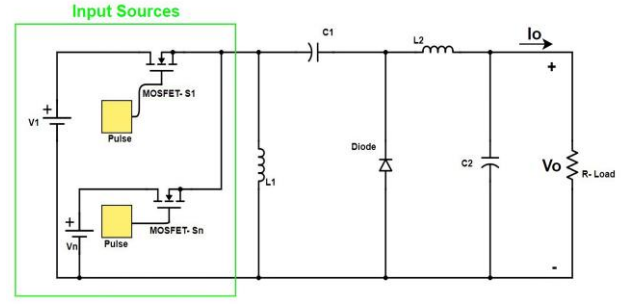 Input Sources
C1
L2
Io
+
+
MOSFET- S1
V1
Pulse
Diode
C2
Vo
R- Load
L1
+
MOSFET- Sn
Vn
Pulse
-